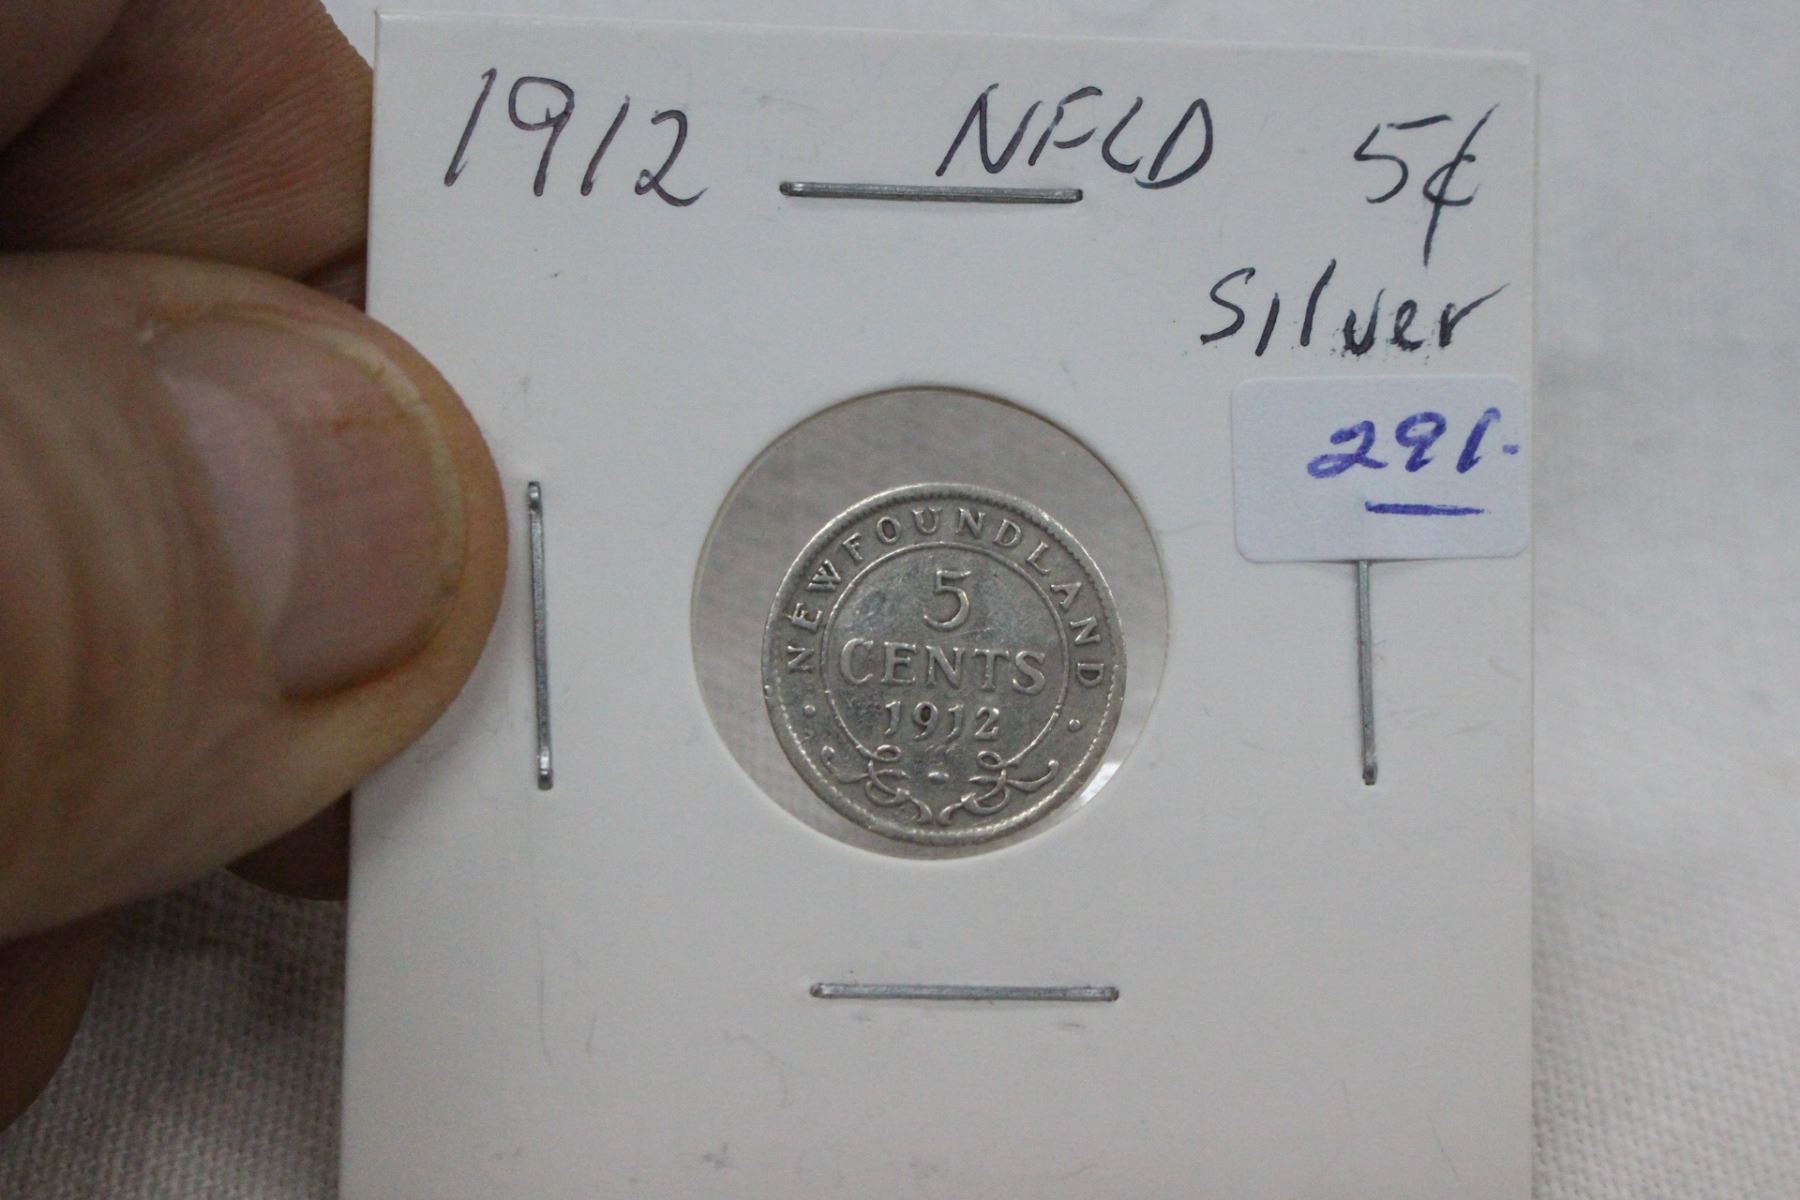 1912 NFLD 5¢
Silver
291.
NEWFOUNDLAND
5
CENTS
1912